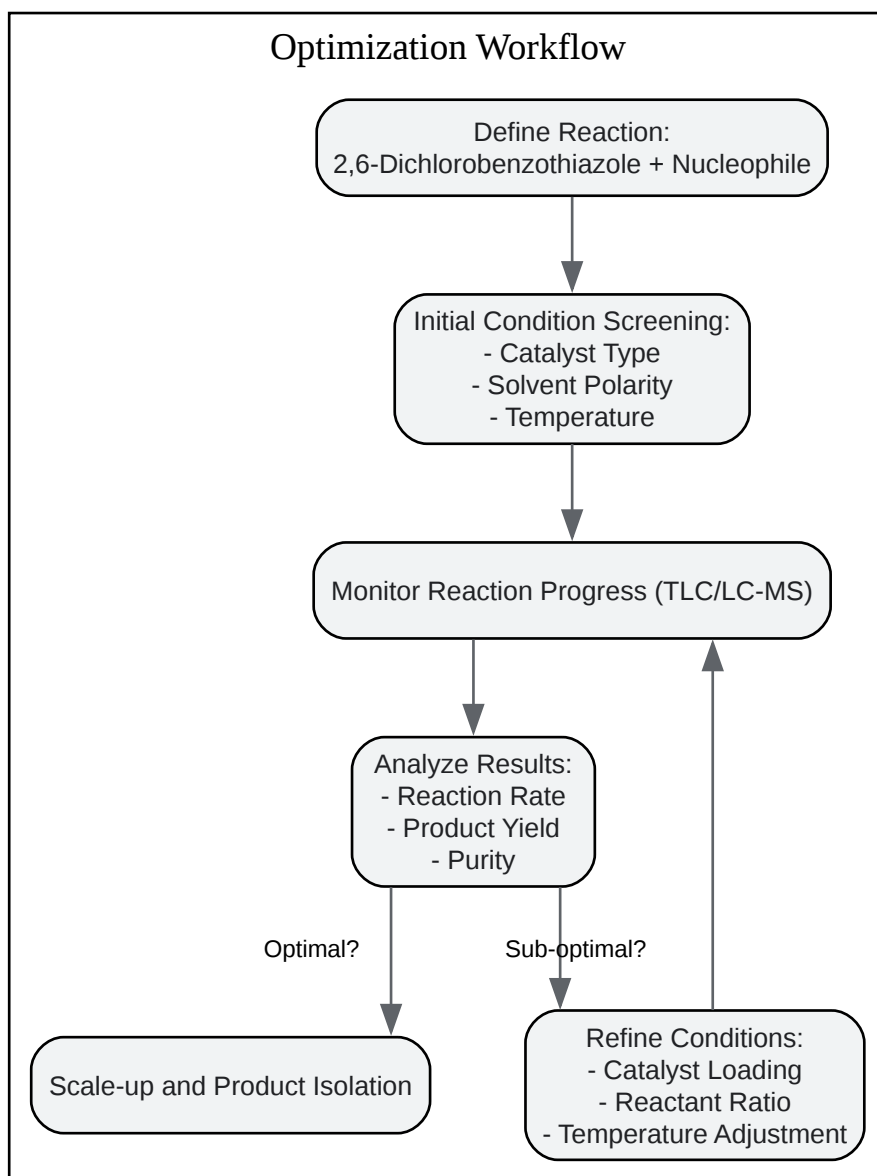 Optimization Workflow
Define Reaction:
2,6-Dichlorobenzothiazole + Nucleophile
Initial Condition Screening:
- Catalyst Type
- Solvent Polarity
- Temperature
Monitor Reaction Progress (TLC/LC-MS)
Analyze Results:
- Reaction Rate
- Product Yield
- Purity
Optimal?
Sub-optimal?
Scale-up and Product Isolation
Refine Conditions:
- Catalyst Loading
- Reactant Ratio
- Temperature Adjustment